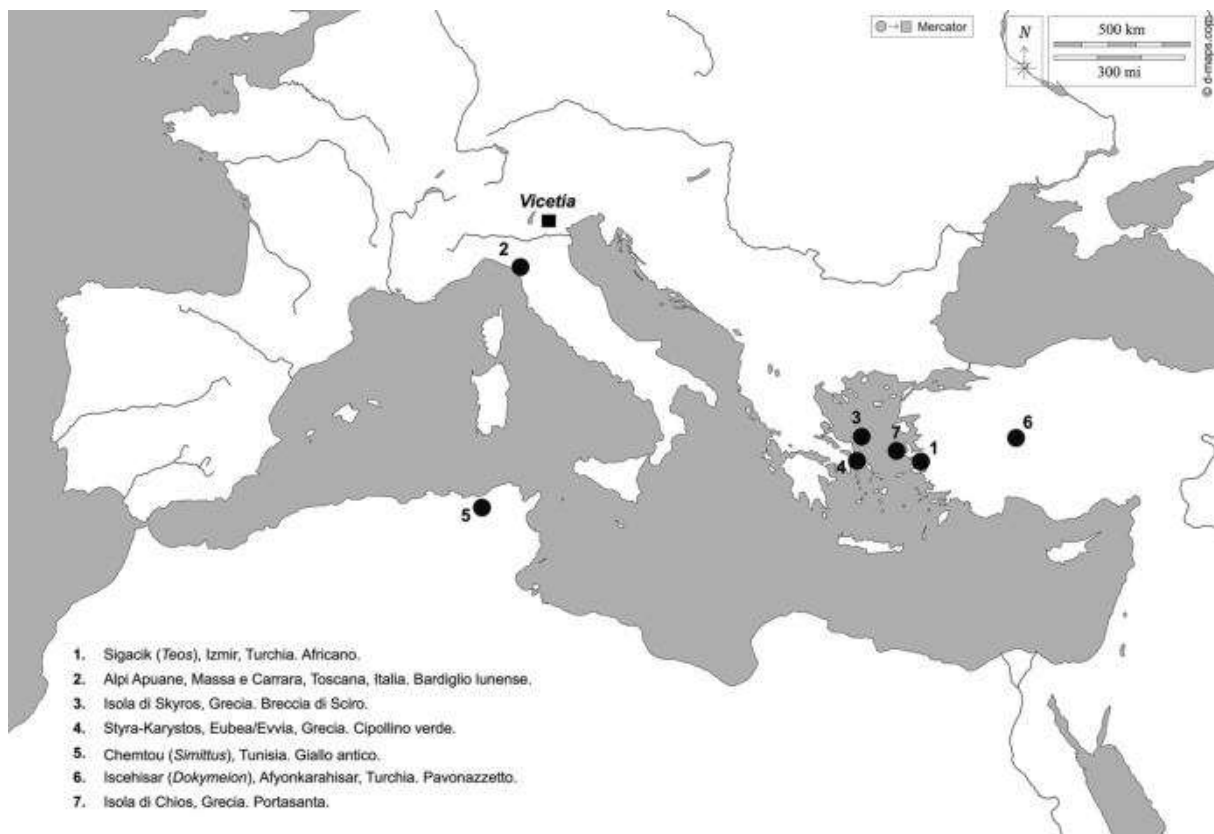 Mercator
N
500 km
300 mi
© d-maps.com
Vicetia
2
3
7
1
6
4
5
1. Sigacik (Teos), Izmir, Turchia. Africano.
2. Alpi Apuane, Massa e Carrara, Toscana, Italia. Bardiglio lunense.
3. Isola di Skyros, Grecia. Breccia di Sciro.
4. Styra-Karystos, Eubea/Evvia, Grecia. Cipollino verde.
5. Chemtou (Simittus), Tunisia. Giallo antico.
6. Iscehisar (Dokymeion), Afyonkarahisar, Turchia. Pavonazzetto.
7. Isola di Chios, Grecia. Portasanta.